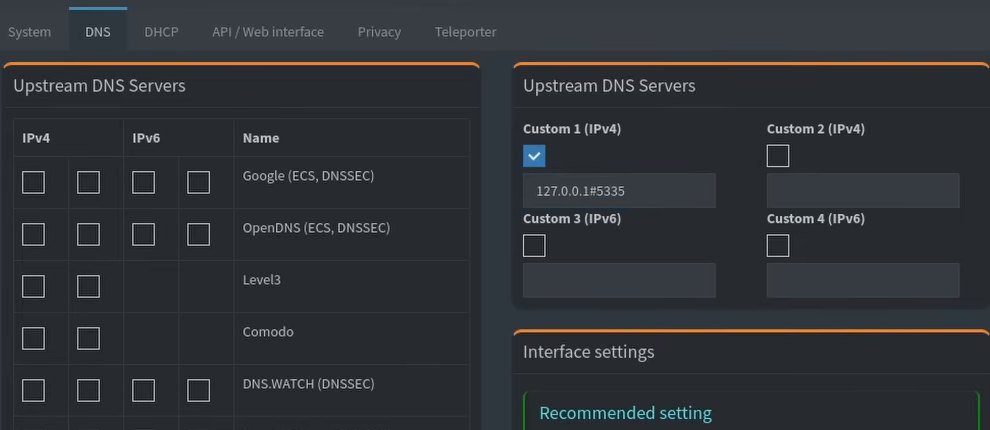 System DNS DHCP API / Web interface Privacy Teleporter
Upstream DNS Servers
IPv4 IPv6 Name
Google (ECS, DNSSEC)
OpenDNS (ECS, DNSSEC)
Level3
Comodo
DNS.WATCH (DNSSEC)
Upstream DNS Servers
Custom 1 (IPv4) Custom 2 (IPv4)
127.0.0.1#5335
Custom 3 (IPv6) Custom 4 (IPv6)
Interface settings
Recommended setting